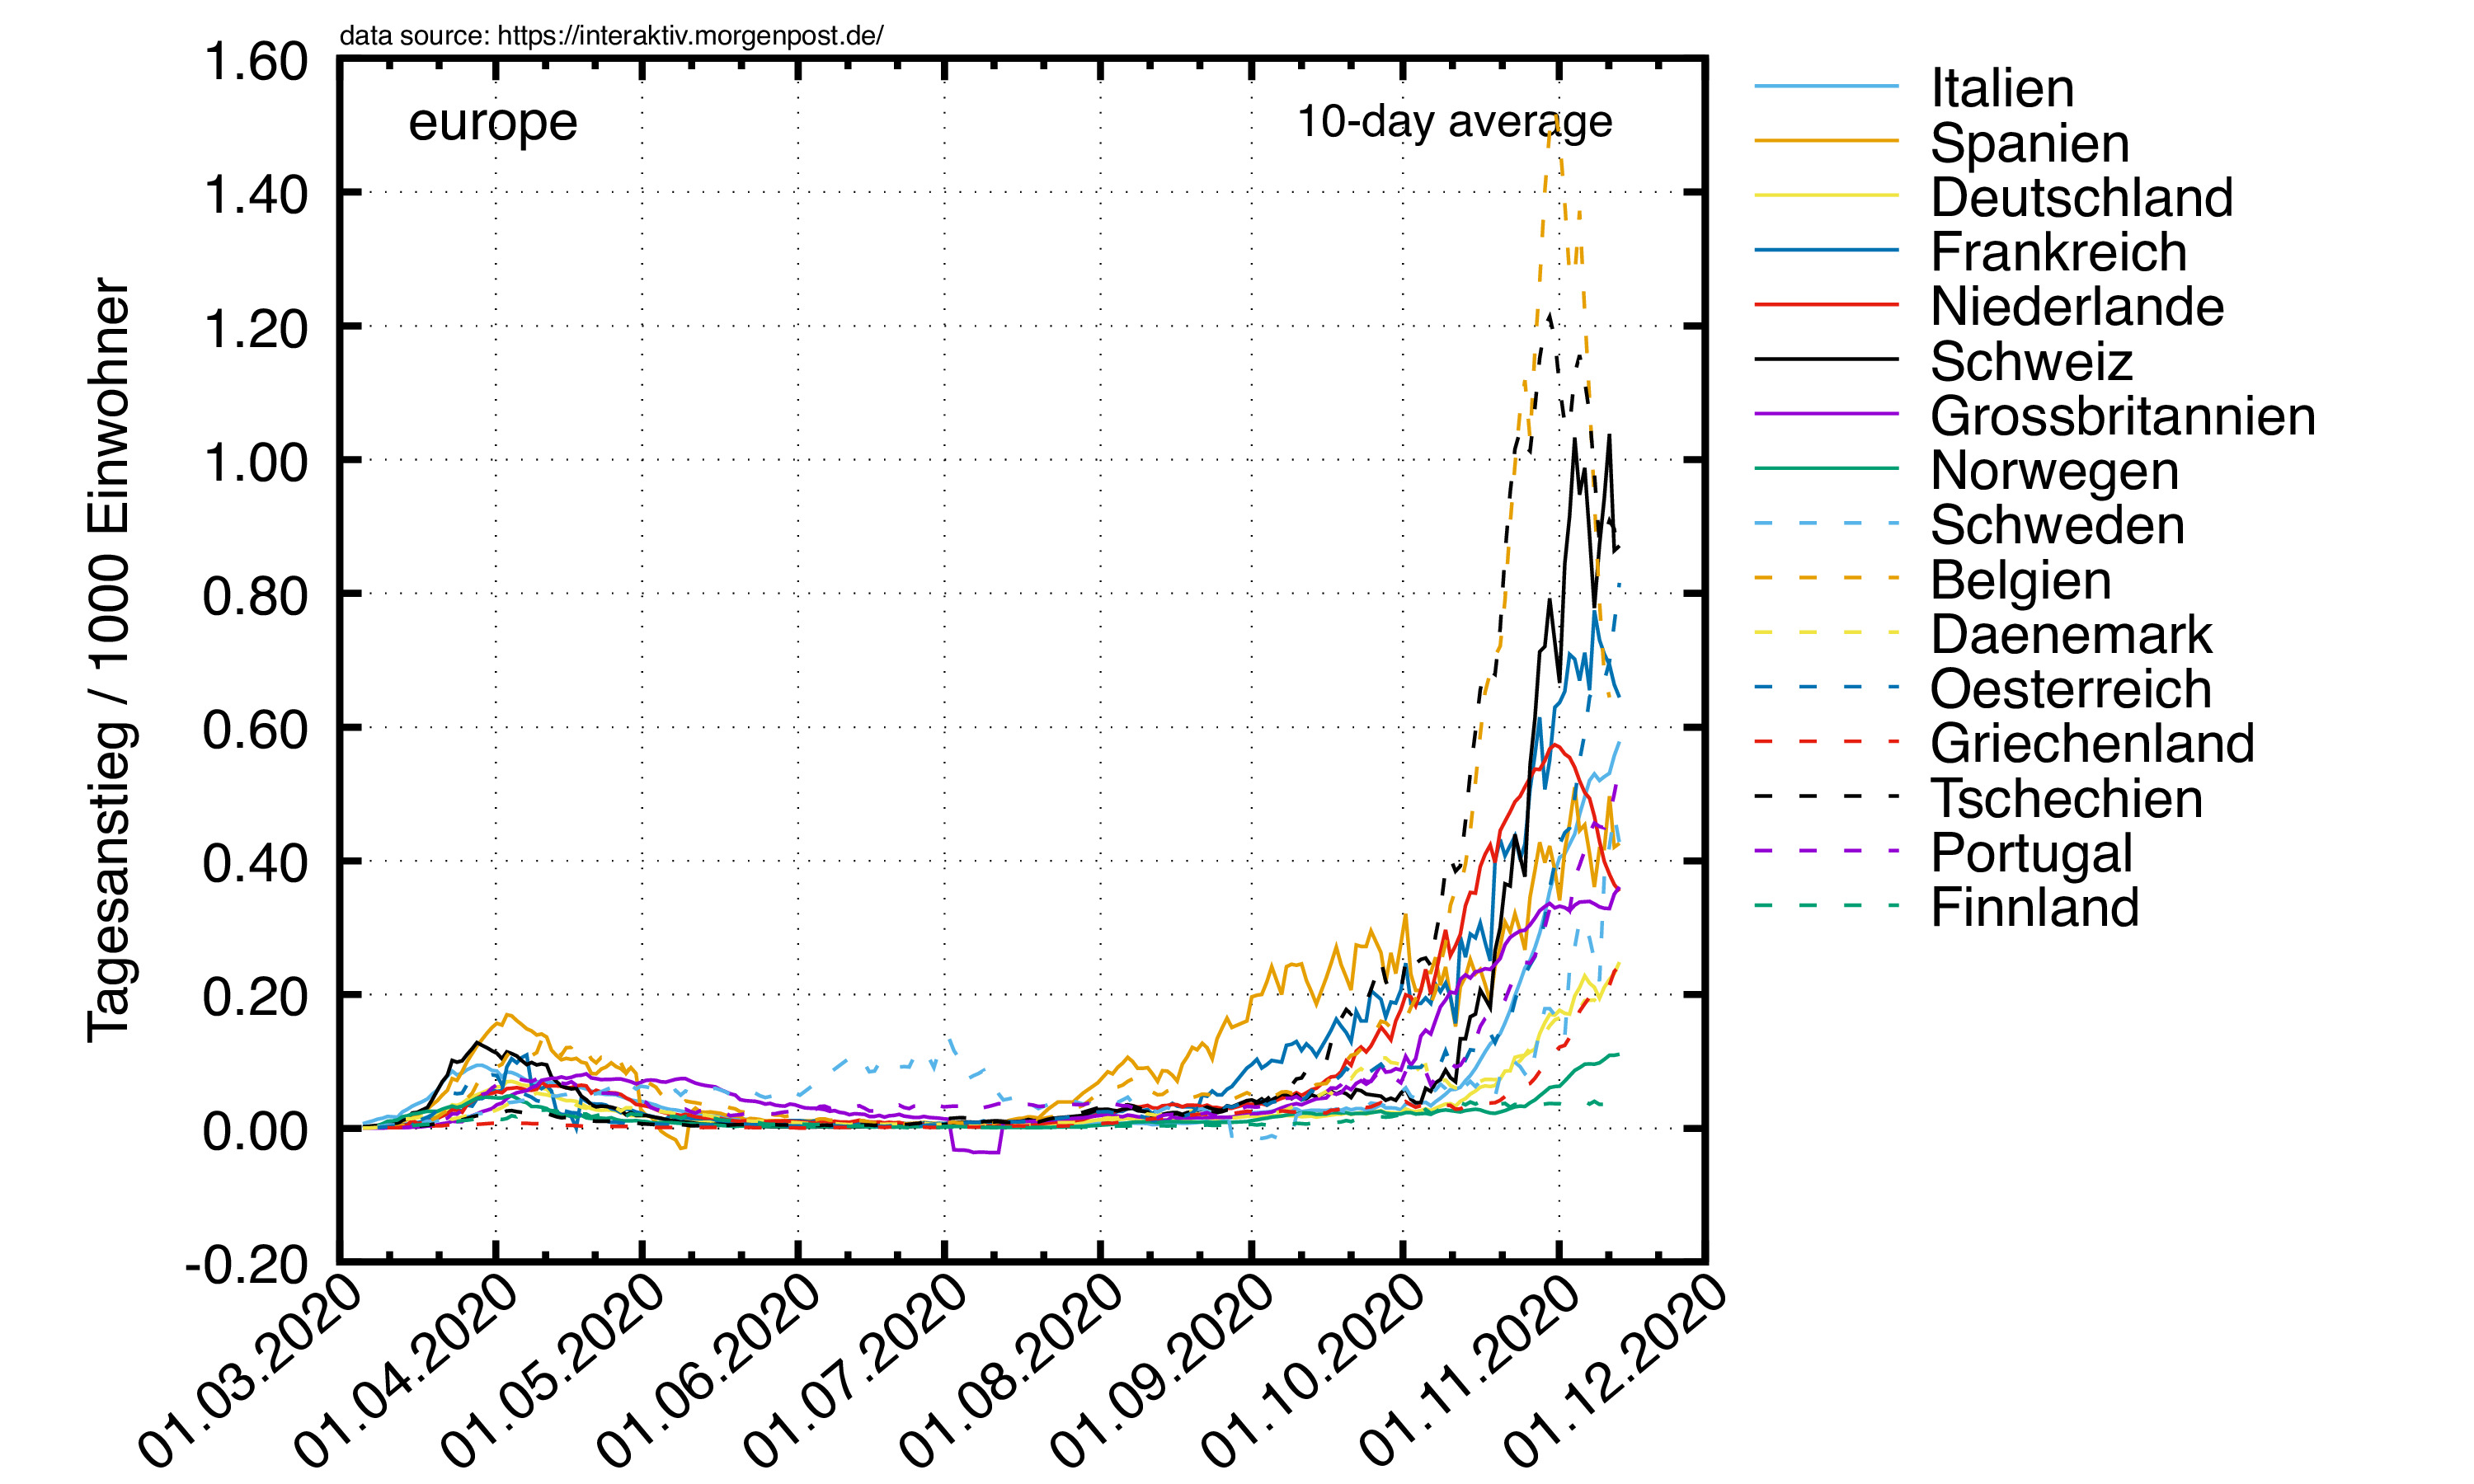 data source: https://interaktiv.morgenpost.de/
europe
10-day average
Tagesanstieg / 1000 Einwohner
1.60
1.40
1.20
1.00
0.80
0.60
0.40
0.20
0.00
-0.20
01.03.2020
01.04.2020
01.05.2020
01.06.2020
01.07.2020
01.08.2020
01.09.2020
01.10.2020
01.11.2020
01.12.2020
Italien
Spanien
Deutschland
Frankreich
Niederlande
Schweiz
Grossbritannien
Norwegen
Schweden
Belgien
Daenemark
Oesterreich
Griechenland
Tschechien
Portugal
Finnland